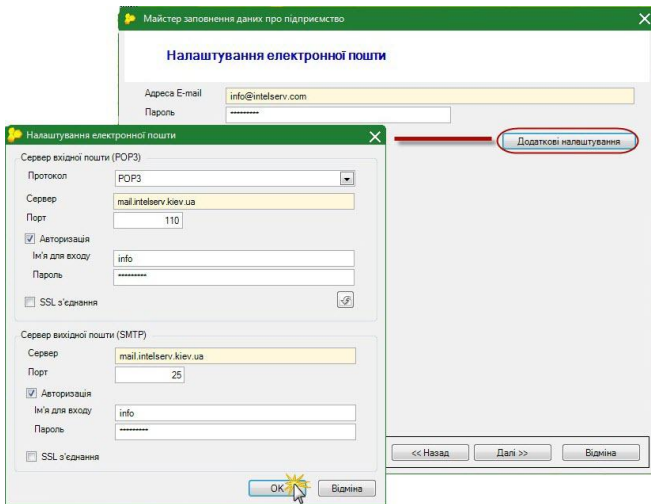 Майстер заповнення даних про підприємство
Налаштування електронної пошти
Адреса E-mail info@intelserv.com
Пароль *********
Додаткові налаштування
Налаштування електронної пошти
Сервер вхідної пошти (POP3)
Протокол POP3
Сервер mail.intelserv.kiev.ua
Порт 110
Авторизація
Ім'я для входу info
Пароль *********
SSL з'єднання
Сервер вихідної пошти (SMTP)
Сервер mail.intelserv.kiev.ua
Порт 25
Авторизація
Ім'я для входу info
Пароль *********
SSL з'єднання
OK Відміна
<< Назад Далі >> Відміна